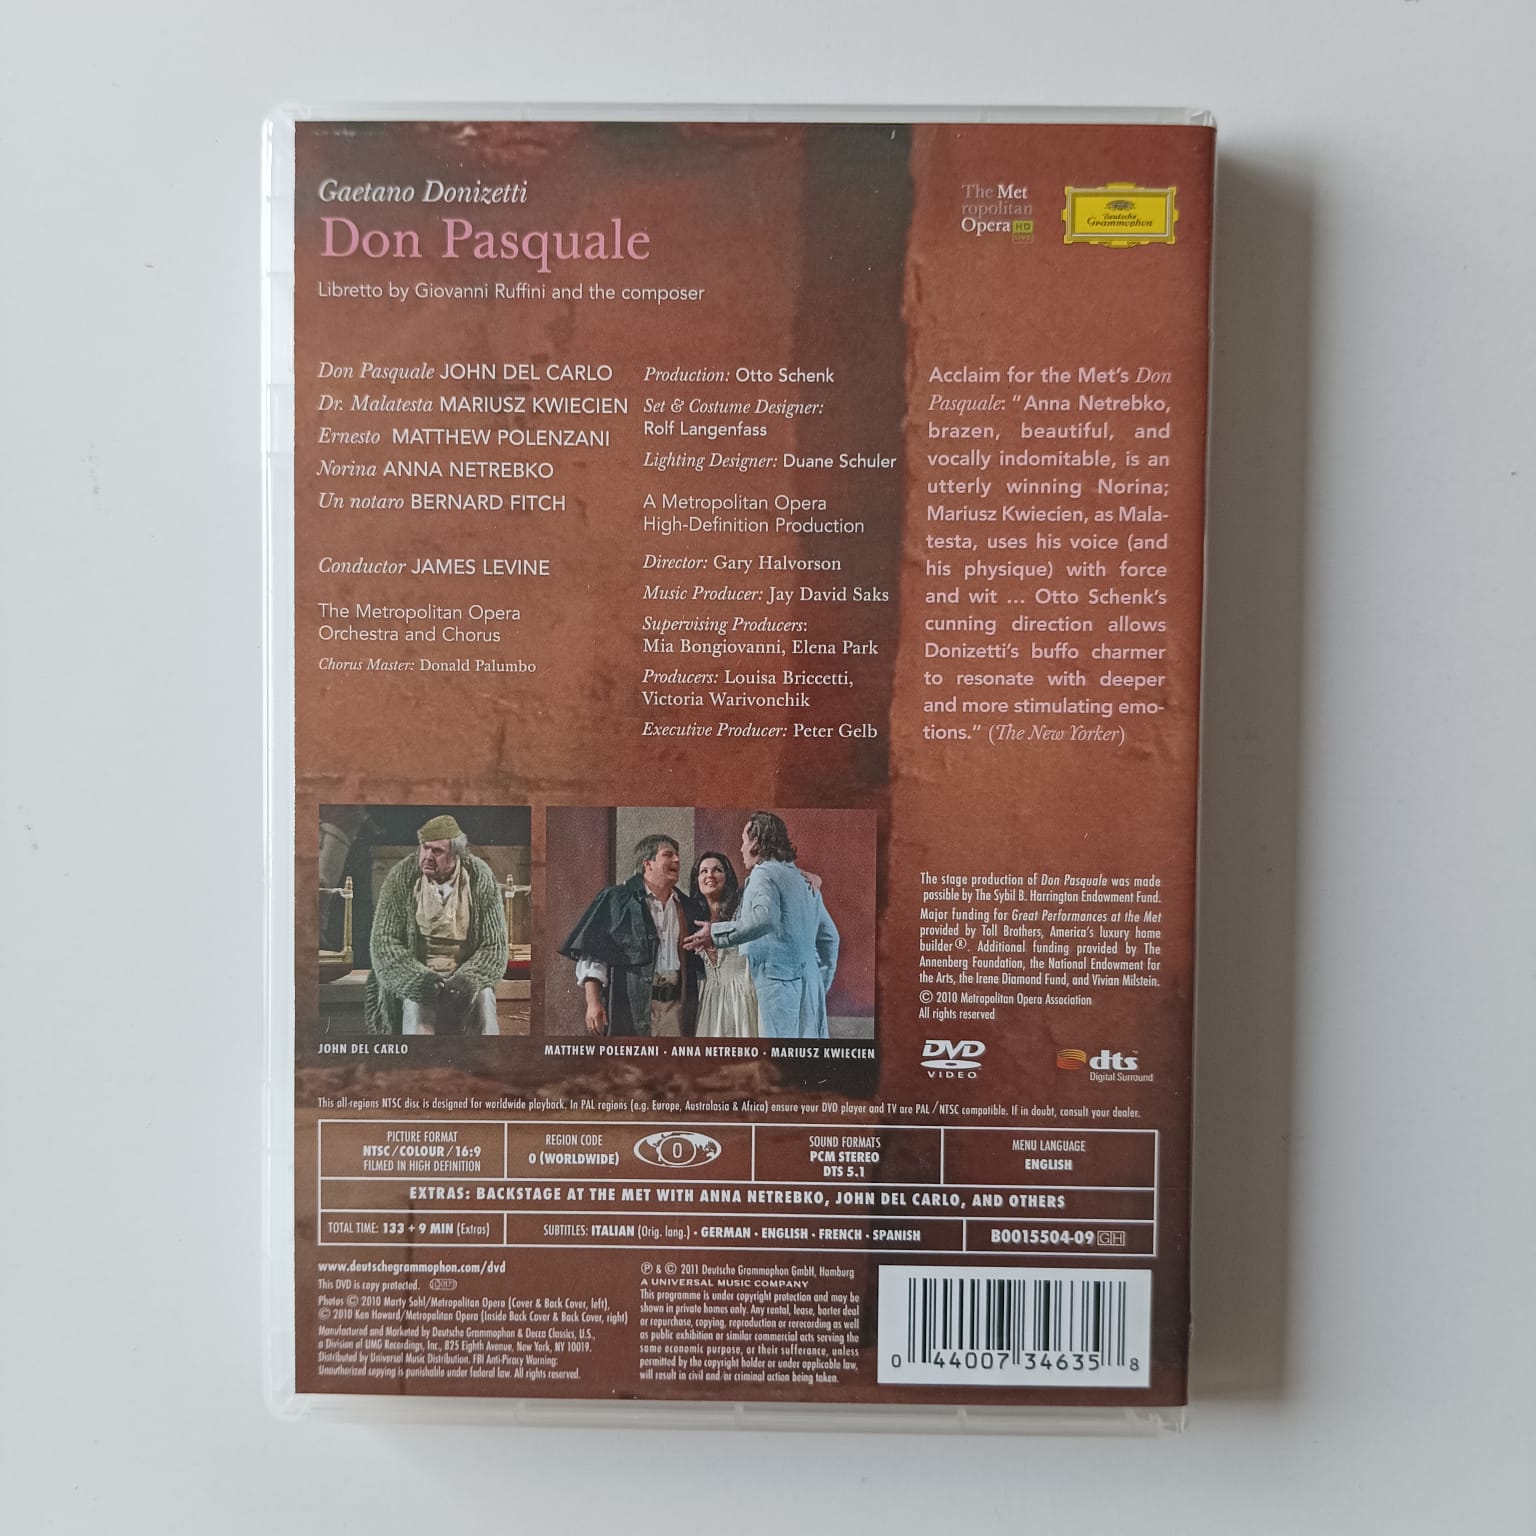 Gaetano Donizetti
Don Pasquale
Libretto by Giovanni Ruffini and the composer
The Met
ropolitan
Opera HD
LIVE
Deutsche
Grammophon
Don Pasquale JOHN DEL CARLO
Dr. Malatesta MARIUSZ KWIECIEN
Ernesto MATTHEW POLENZANI
Norina ANNA NETREBKO
Un notaro BERNARD FITCH
Conductor JAMES LEVINE
The Metropolitan Opera
Orchestra and Chorus
Chorus Master: Donald Palumbo
Production: Otto Schenk
Set & Costume Designer:
Rolf Langenfass
Lighting Designer: Duane Schuler
A Metropolitan Opera
High-Definition Production
Director: Gary Halvorson
Music Producer: Jay David Saks
Supervising Producers:
Mia Bongiovanni, Elena Park
Producers: Louisa Briccetti,
Victoria Warivonchik
Executive Producer: Peter Gelb
Acclaim for the Met's Don
Pasquale: "Anna Netrebko,
brazen, beautiful, and
vocally indomitable, is an
utterly winning Norina;
Mariusz Kwiecien, as Mala-
testa, uses his voice (and
his physique) with force
and wit ... Otto Schenk's
cunning direction allows
Donizetti's buffo charmer
to resonate with deeper
and more stimulating emo-
tions." (The New Yorker)
JOHN DEL CARLO
MATTHEW POLENZANI · ANNA NETREBKO · MARIUSZ KWIECIEN
The stage production of Don Pasquale was made
possible by The Sybil B. Harrington Endowment Fund.
Major funding for Great Performances at the Met
provided by Toll Brothers, America's luxury home
builder®. Additional funding provided by The
Annenberg Foundation, the National Endowment for
the Arts, the Irene Diamond Fund, and Vivian Milstein.
© 2010 Metropolitan Opera Association
All rights reserved
DVD
VIDEO
dts
Digital Surround
This all-regions NTSC disc is designed for worldwide playback. In PAL regions (e.g. Europe, Australasia & Africa) ensure your DVD player and TV are PAL/NTSC compatible. If in doubt, consult your dealer.
PICTURE FORMAT
NTSC/COLOUR/16:9
FILMED IN HIGH DEFINITION
REGION CODE
0 (WORLDWIDE)
0
SOUND FORMATS
PCM STEREO
DTS 5.1
MENU LANGUAGE
ENGLISH
EXTRAS: BACKSTAGE AT THE MET WITH ANNA NETREBKO, JOHN DEL CARLO, AND OTHERS
TOTAL TIME: 133 + 9 MIN (Extras)
SUBTITLES: ITALIAN (Orig. lang.) · GERMAN · ENGLISH · FRENCH · SPANISH
B0015504-09 GH
www.deutschegrammophon.com/dvd
This DVD is copy protected.
Photos © 2010 Marty Sohl/Metropolitan Opera (Cover & Back Cover, left),
© 2010 Ken Howard/Metropolitan Opera (Inside Back Cover & Back Cover, right)
Manufactured and Marketed by Deutsche Grammophon & Decca Classics, U.S.,
a Division of UMG Recordings, Inc., 825 Eighth Avenue, New York, NY 10019.
Distributed by Universal Music Distribution. FBI Anti-Piracy Warning:
Unauthorized copying is punishable under federal law. All rights reserved.
℗ & © 2011 Deutsche Grammophon GmbH, Hamburg
A UNIVERSAL MUSIC COMPANY
This programme is under copyright protection and may be
shown in private homes only. Any rental, lease, barter deal
or repurchase, copying, reproduction or rerecording as well
as public exhibition or similar commercial acts serving the
same economic purpose, or their sufferance, unless
permitted by the copyright holder or under applicable law,
will result in civil and/or criminal action being taken.
0 44007 34635 8